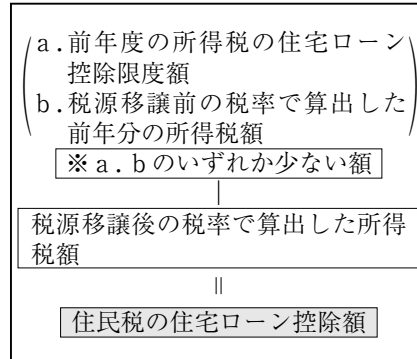 a.前年度の所得税の住宅ローン
控除限度額
b.税源移譲前の税率で算出した
前年分の所得税額
※a.bのいずれか少ない額
｜
税源移譲後の税率で算出した所得
税額
||
住民税の住宅ローン控除額